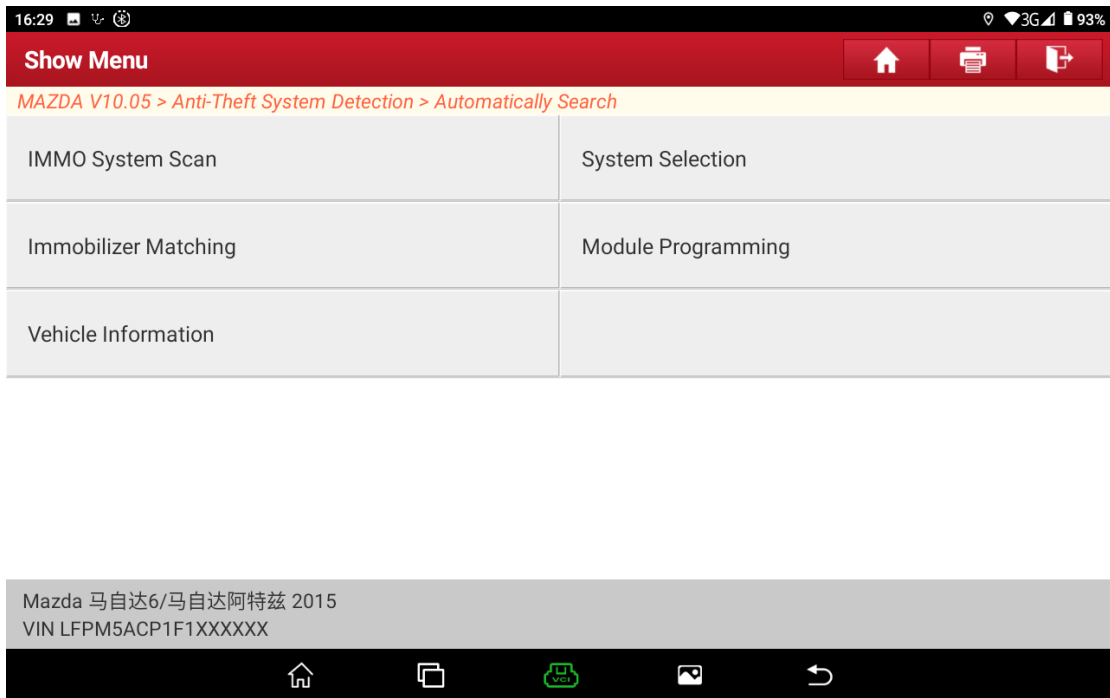 16:29 3G 93%
Show Menu
MAZDA V10.05 > Anti-Theft System Detection > Automatically Search
IMMO System Scan
System Selection
Immobilizer Matching
Module Programming
Vehicle Information
Mazda 马自达6/马自达阿特兹 2015
VIN LFPM5ACP1F1XXXXXX
VCI